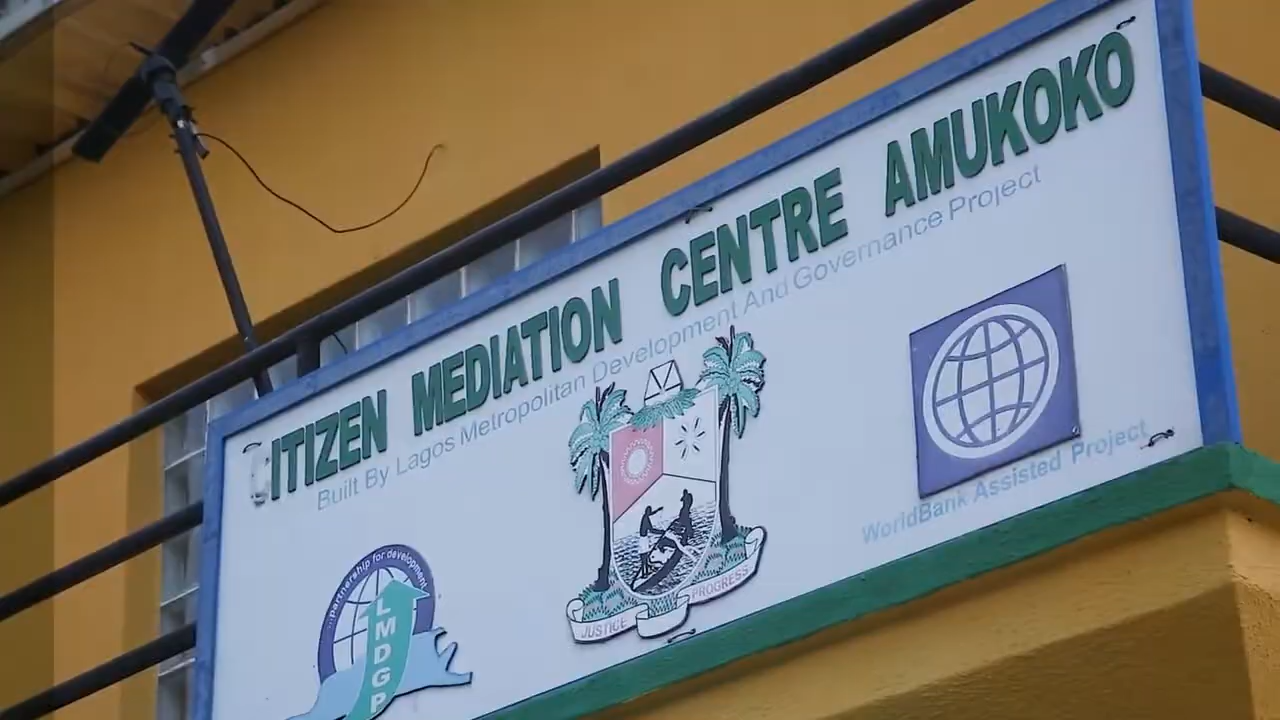 CITIZEN MEDIATION CENTRE AMUKOKO
Built By Lagos Metropolitan Development And Governance Project
...Partnership for development
LMDGP
JUSTICE PROGRESS
WorldBank Assisted Project